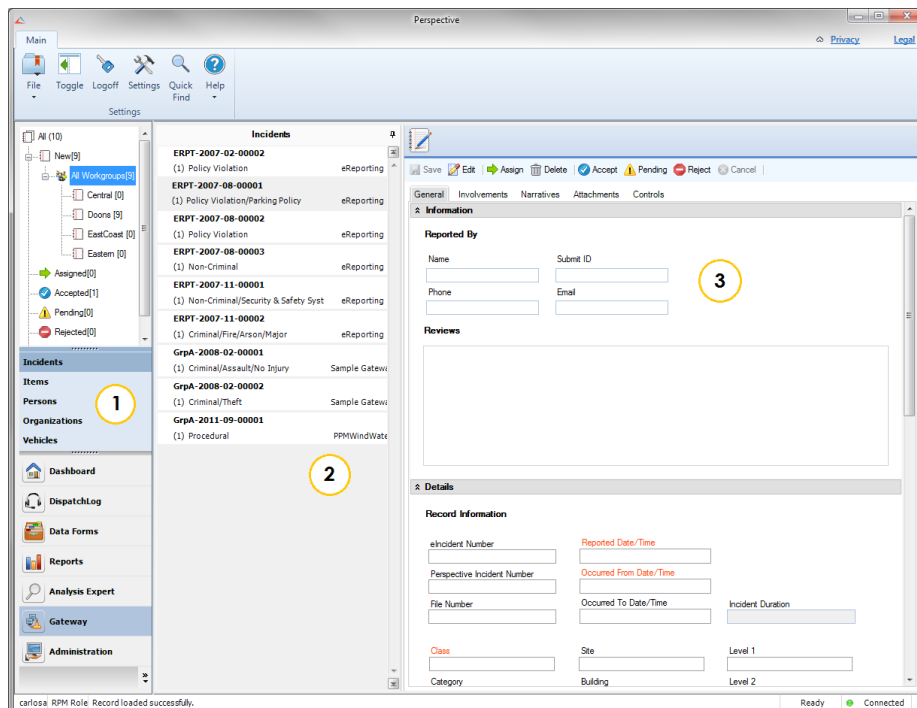 Perspective
Main
Privacy
Legal
File
Toggle
Logoff
Settings
Quick
Find
Help
Settings
All (10)
New[9]
All Workgroups[9]
Central [0]
Doons [9]
EastCoast [0]
Eastern [0]
Assigned[0]
Accepted[1]
Pending[0]
Rejected[0]
Incidents
Items
Persons
Organizations
Vehicles
1
Dashboard
DispatchLog
Data Forms
Reports
Analysis Expert
Gateway
Administration
Incidents
ERPT-2007-02-00002
(1) Policy Violation eReporting
ERPT-2007-08-00001
(1) Policy Violation/Parking Policy eReporting
ERPT-2007-08-00002
(1) Policy Violation eReporting
ERPT-2007-08-00003
(1) Non-Criminal eReporting
ERPT-2007-11-00001
(1) Non-Criminal/Security & Safety Syst eReporting
ERPT-2007-11-00002
(1) Criminal/Fire/Arson/Major eReporting
GrpA-2008-02-00001
(1) Criminal/Assault/No Injury Sample Gatewa
GrpA-2008-02-00002
(1) Criminal/Theft Sample Gatewa
GrpA-2011-09-00001
(1) Procedural PPMWindWate
2
Save Edit Assign Delete Accept Pending Reject Cancel
General Involvements Narratives Attachments Controls
Information
Reported By
Name Submit ID
Phone Email
3
Reviews
Details
Record Information
eIncident Number Reported Date/Time
Perspective Incident Number Occurred From Date/Time
File Number Occurred To Date/Time Incident Duration
Class Site Level 1
Category Building Level 2
carlosa RPM Role Record loaded successfully. Ready Connected